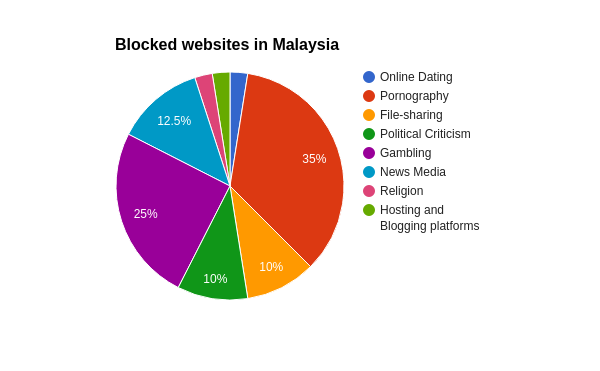 Blocked websites in Malaysia
Online Dating
Pornography
File-sharing
Political Criticism
Gambling
News Media
Religion
Hosting and
Blogging platforms
12.5%
35%
25%
10%
10%